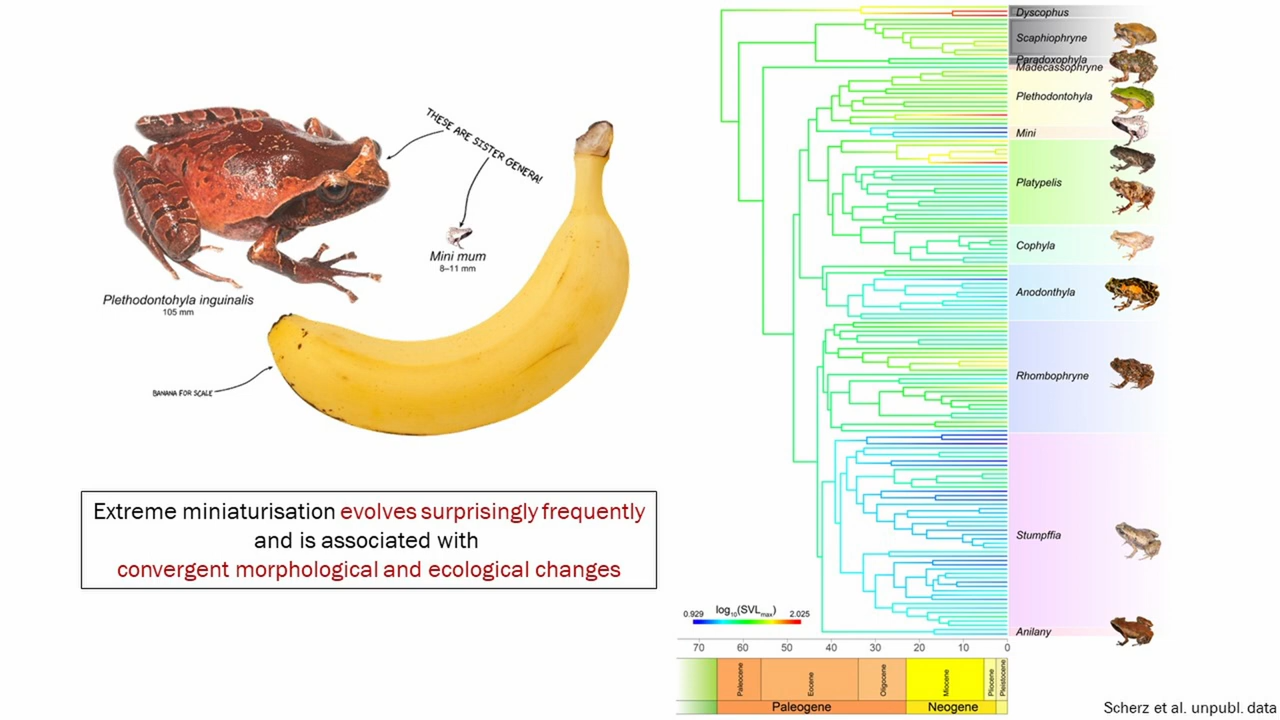 THESE ARE SISTER GENERA!
Mini mum
8–11 mm
Plethodontohyla inguinalis
105 mm
BANANA FOR SCALE
Extreme miniaturisation evolves surprisingly frequently
and is associated with
convergent morphological and ecological changes
Dyscophus
Scaphiophryne
Paradoxophyla
Madecassophryne
Plethodontohyla
Mini
Platypelis
Cophyla
Anodonthyla
Rhombophryne
Stumpffia
Anilany
log10(SVLmax)
0.929 2.025
70 60 50 40 30 20 10 0
Paleocene Eocene Oligocene Miocene Pliocene Pleistocene
Paleogene Neogene
Scherz et al. unpubl. data